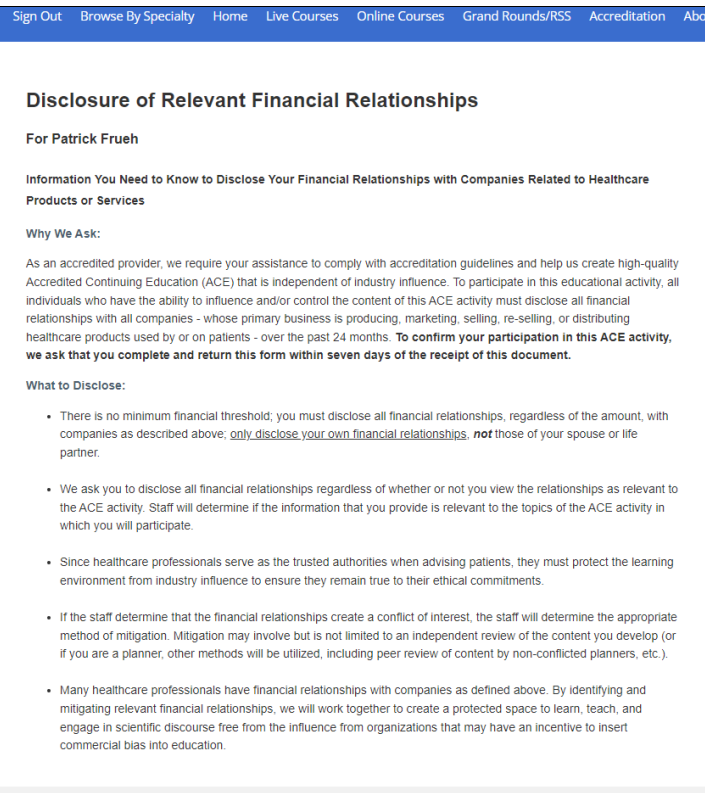 Sign Out Browse By Specialty Home Live Courses Online Courses Grand Rounds/RSS Accreditation
Disclosure of Relevant Financial Relationships
For Patrick Frueh
Information You Need to Know to Disclose Your Financial Relationships with Companies Related to Healthcare
Products or Services
Why We Ask:
As an accredited provider, we require your assistance to comply with accreditation guidelines and help us create high-quality
Accredited Continuing Education (ACE) that is independent of industry influence. To participate in this educational activity, all
individuals who have the ability to influence and/or control the content of this ACE activity must disclose all financial
relationships with all companies - whose primary business is producing, marketing, selling, re-selling, or distributing
healthcare products used by or on patients - over the past 24 months. To confirm your participation in this ACE activity,
we ask that you complete and return this form within seven days of the receipt of this document.
What to Disclose:
• There is no minimum financial threshold; you must disclose all financial relationships, regardless of the amount, with
companies as described above; only disclose your own financial relationships, not those of your spouse or life
partner.
• We ask you to disclose all financial relationships regardless of whether or not you view the relationships as relevant to
the ACE activity. Staff will determine if the information that you provide is relevant to the topics of the ACE activity in
which you will participate.
• Since healthcare professionals serve as the trusted authorities when advising patients, they must protect the learning
environment from industry influence to ensure they remain true to their ethical commitments.
• If the staff determine that the financial relationships create a conflict of interest, the staff will determine the appropriate
method of mitigation. Mitigation may involve but is not limited to an independent review of the content you develop (or
if you are a planner, other methods will be utilized, including peer review of content by non-conflicted planners, etc.).
• Many healthcare professionals have financial relationships with companies as defined above. By identifying and
mitigating relevant financial relationships, we will work together to create a protected space to learn, teach, and
engage in scientific discourse free from the influence from organizations that may have an incentive to insert
commercial bias into education.